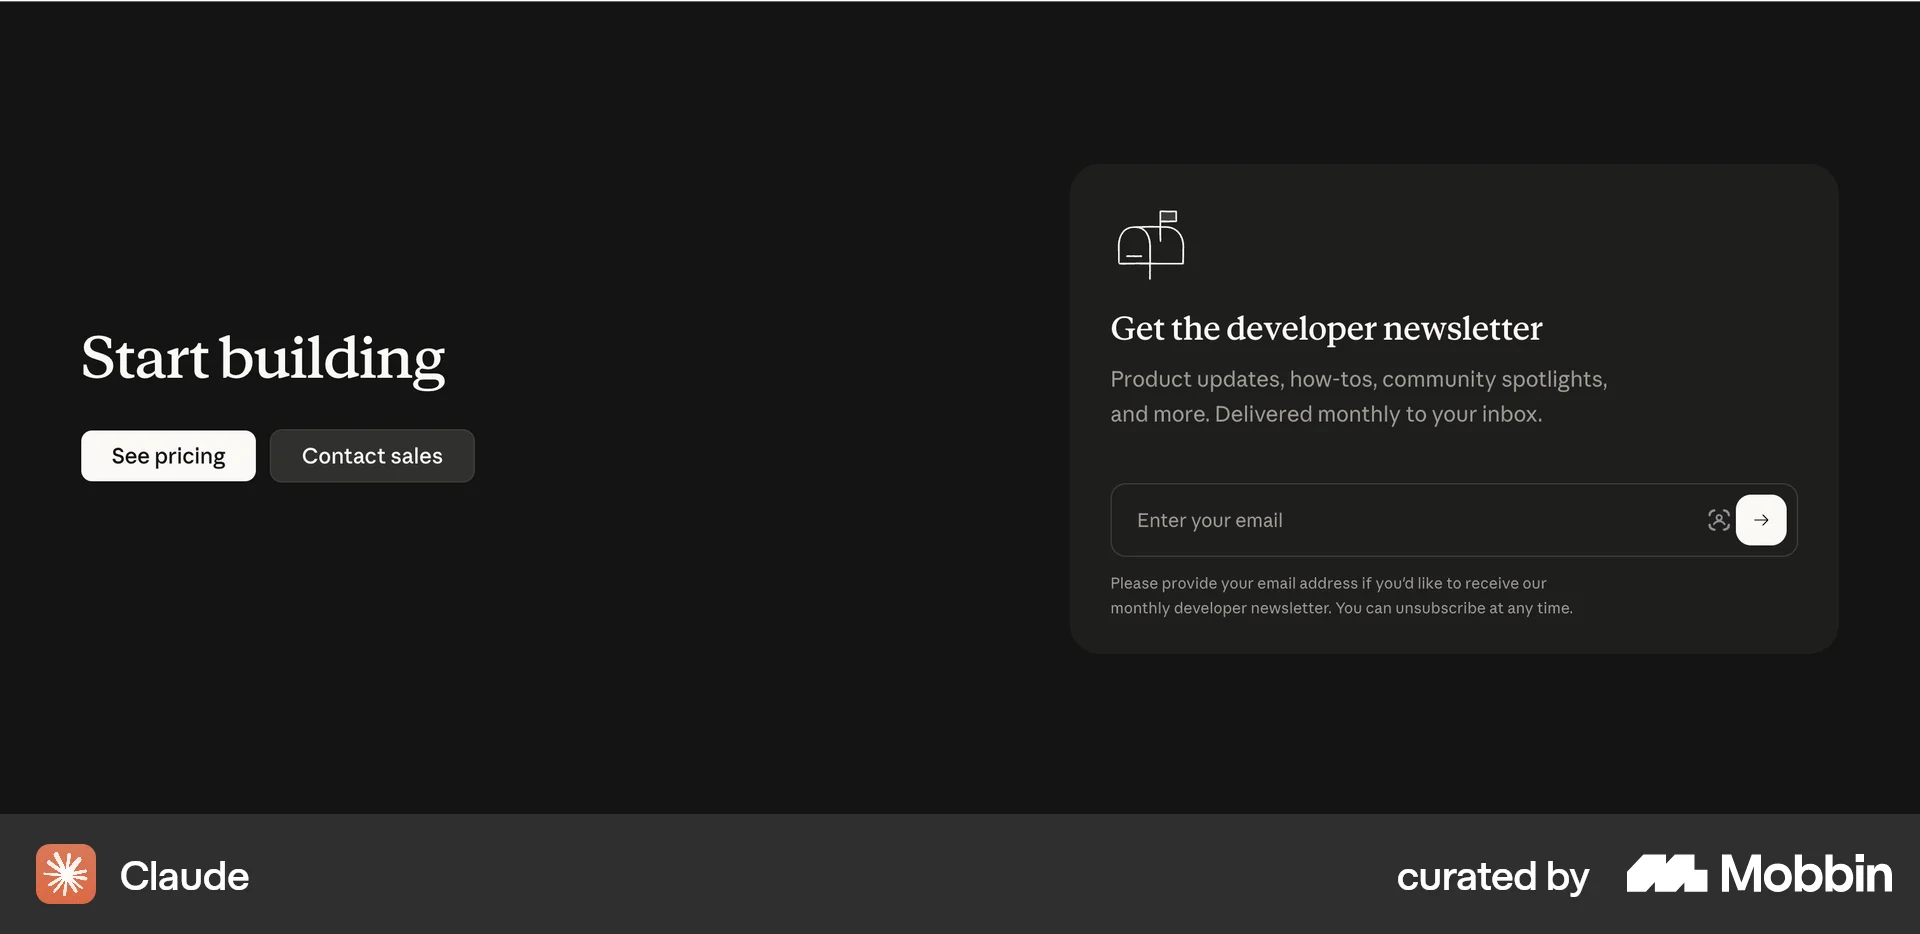 Start building
See pricing
Contact sales
Get the developer newsletter
Product updates, how-tos, community spotlights,
and more. Delivered monthly to your inbox.
Enter your email
Please provide your email address if you'd like to receive our
monthly developer newsletter. You can unsubscribe at any time.
Claude
curated by
Mobbin